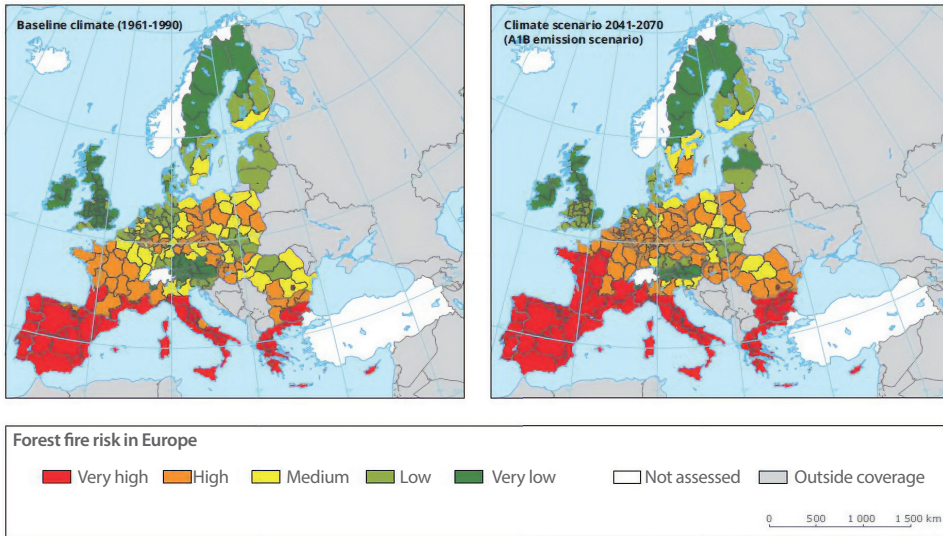 Baseline climate (1961-1990)
Climate scenario 2041-2070
(A1B emission scenario)
Forest fire risk in Europe
Very high
High
Medium
Low
Very low
Not assessed
Outside coverage
0 500 1 000 1 500 km